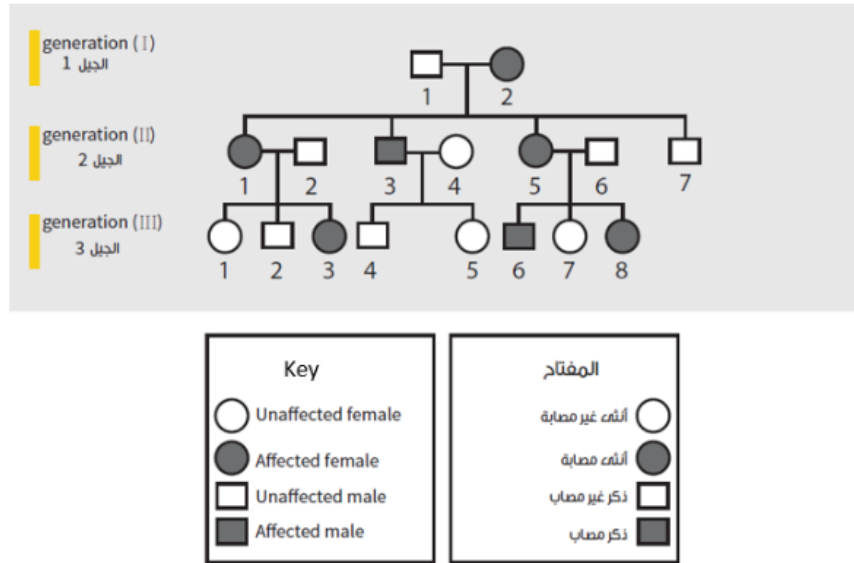 generation (I)
الجيل 1
1 2
generation (II)
الجيل 2
1 2 3 4 5 6 7
generation (III)
الجيل 3
1 2 3 4 5 6 7 8
Key
Unaffected female
Affected female
Unaffected male
Affected male
المفتاح
أنثى غير مصابة
أنثى مصابة
ذكر غير مصاب
ذكر مصاب